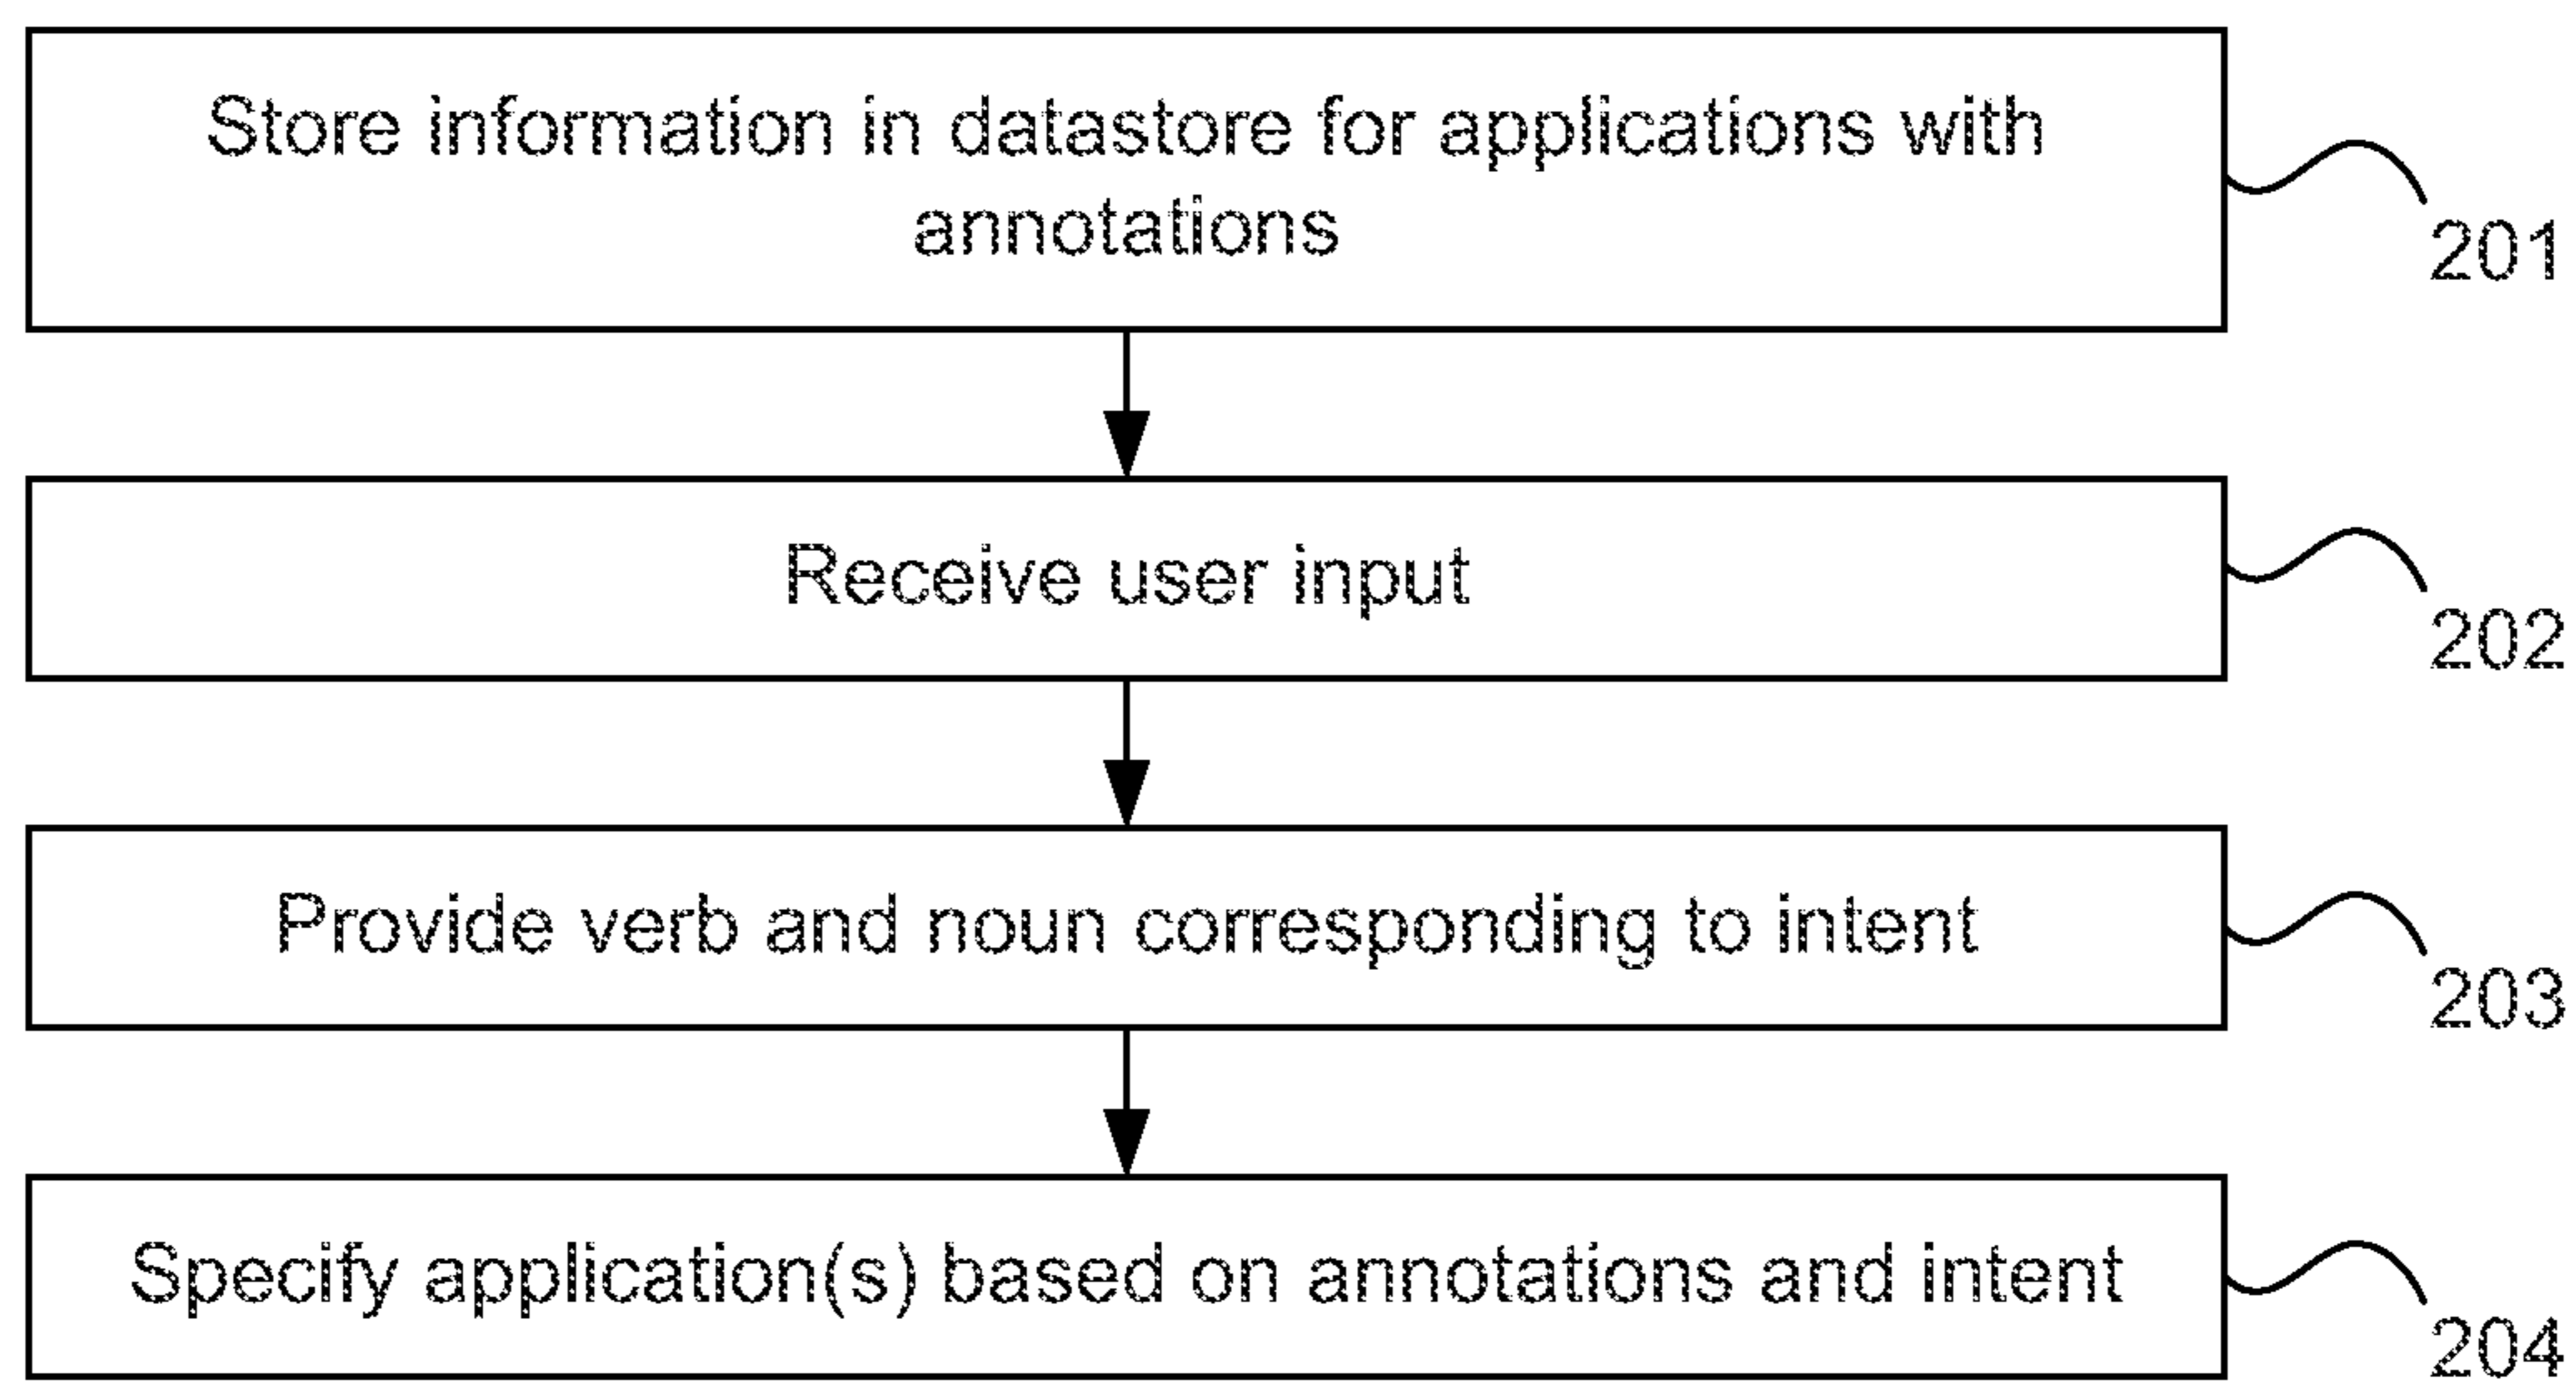 Store information in datastore for applications with
annotations
201
Receive user input
202
Provide verb and noun corresponding to intent
203
Specify application(s) based on annotations and intent
204